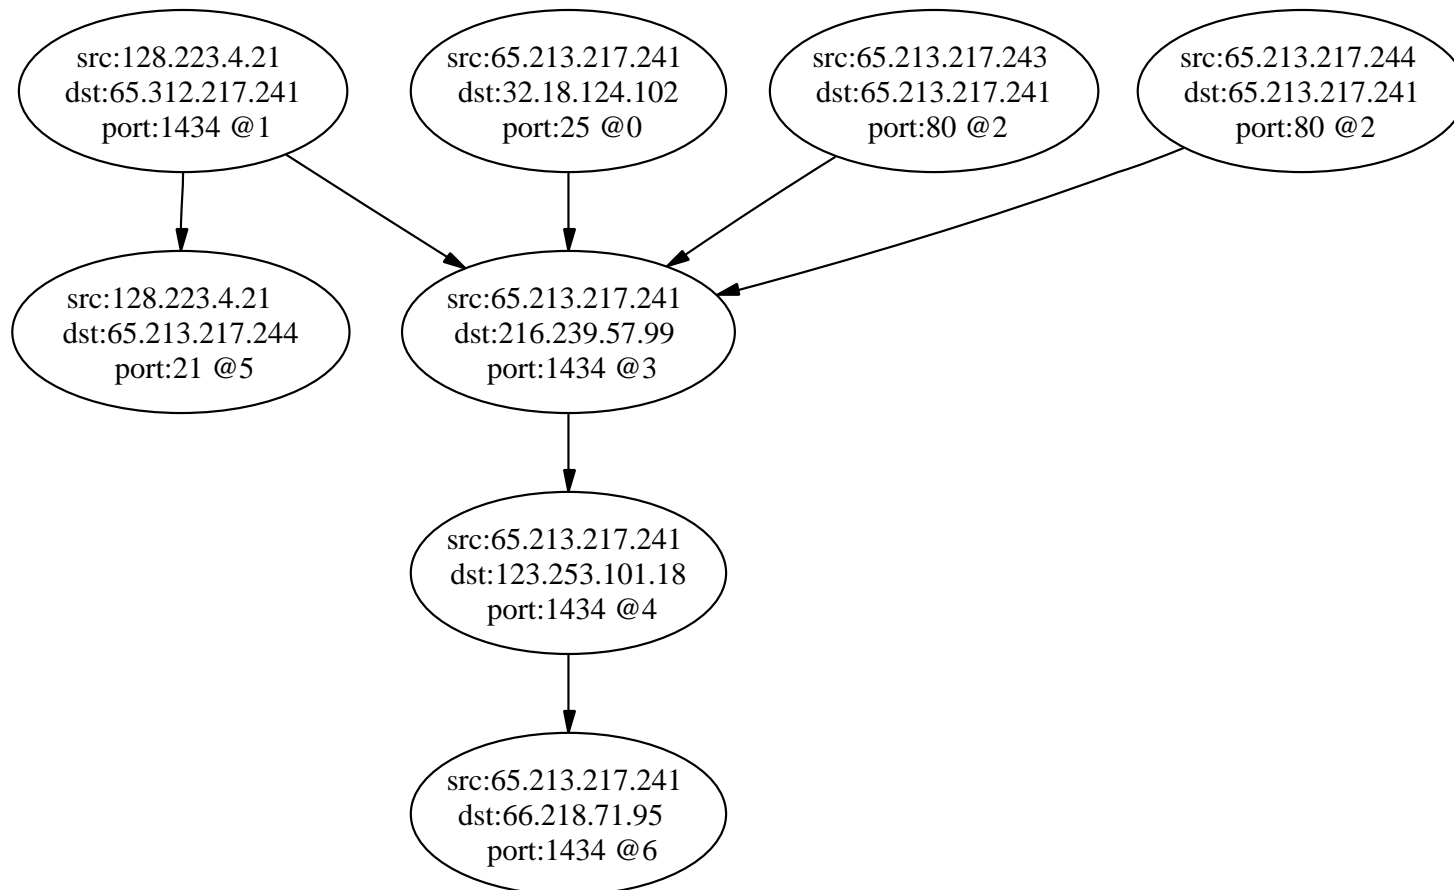 src:128.223.4.21
dst:65.312.217.241
port:1434 @1
src:65.213.217.241
dst:32.18.124.102
port:25 @0
src:65.213.217.243
dst:65.213.217.241
port:80 @2
src:65.213.217.244
dst:65.213.217.241
port:80 @2
src:128.223.4.21
dst:65.213.217.244
port:21 @5
src:65.213.217.241
dst:216.239.57.99
port:1434 @3
src:65.213.217.241
dst:123.253.101.18
port:1434 @4
src:65.213.217.241
dst:66.218.71.95
port:1434 @6